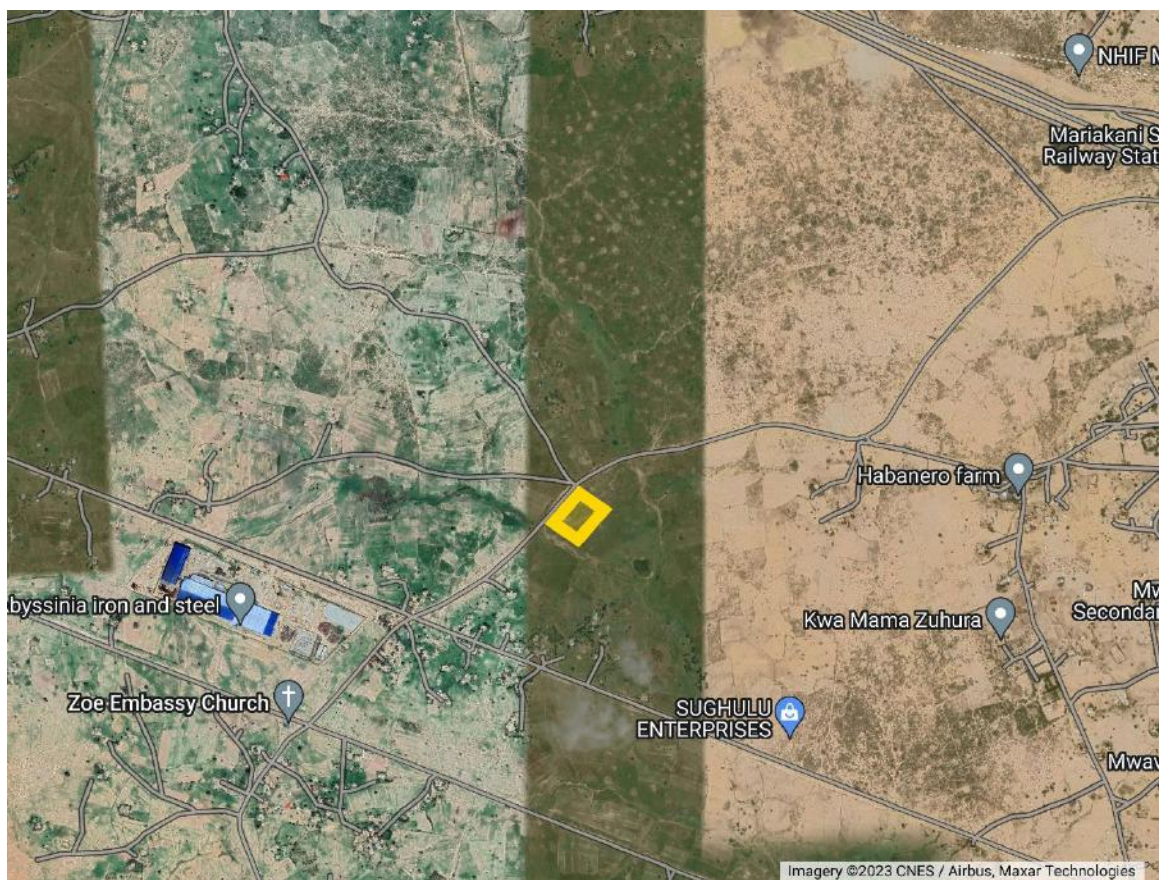 NHIF M
Mariakani S
Railway Stat
Habanero farm
byssinia iron and steel
Mw
Secondar
Kwa Mama Zuhura
Zoe Embassy Church
SUGHULU
ENTERPRISES
Mwav
Imagery ©2023 CNES / Airbus, Maxar Technologies